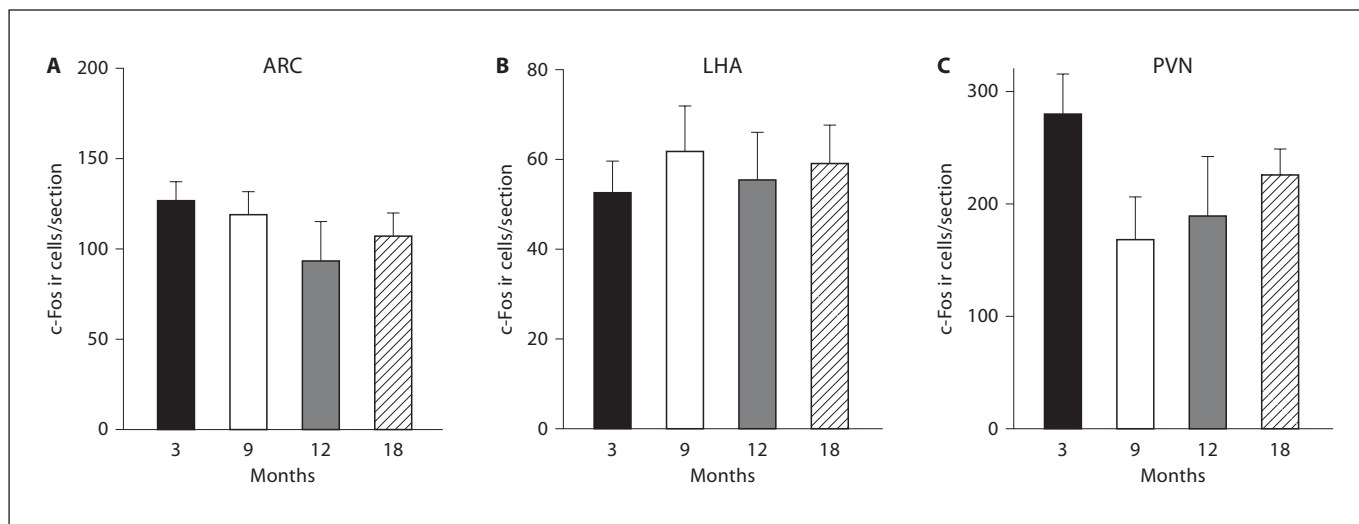 A
ARC
c-Fos ir cells/section
200
150
100
50
0
3 9 12 18
Months
B
LHA
c-Fos ir cells/section
80
60
40
20
0
3 9 12 18
Months
C
PVN
c-Fos ir cells/section
300
200
100
0
3 9 12 18
Months